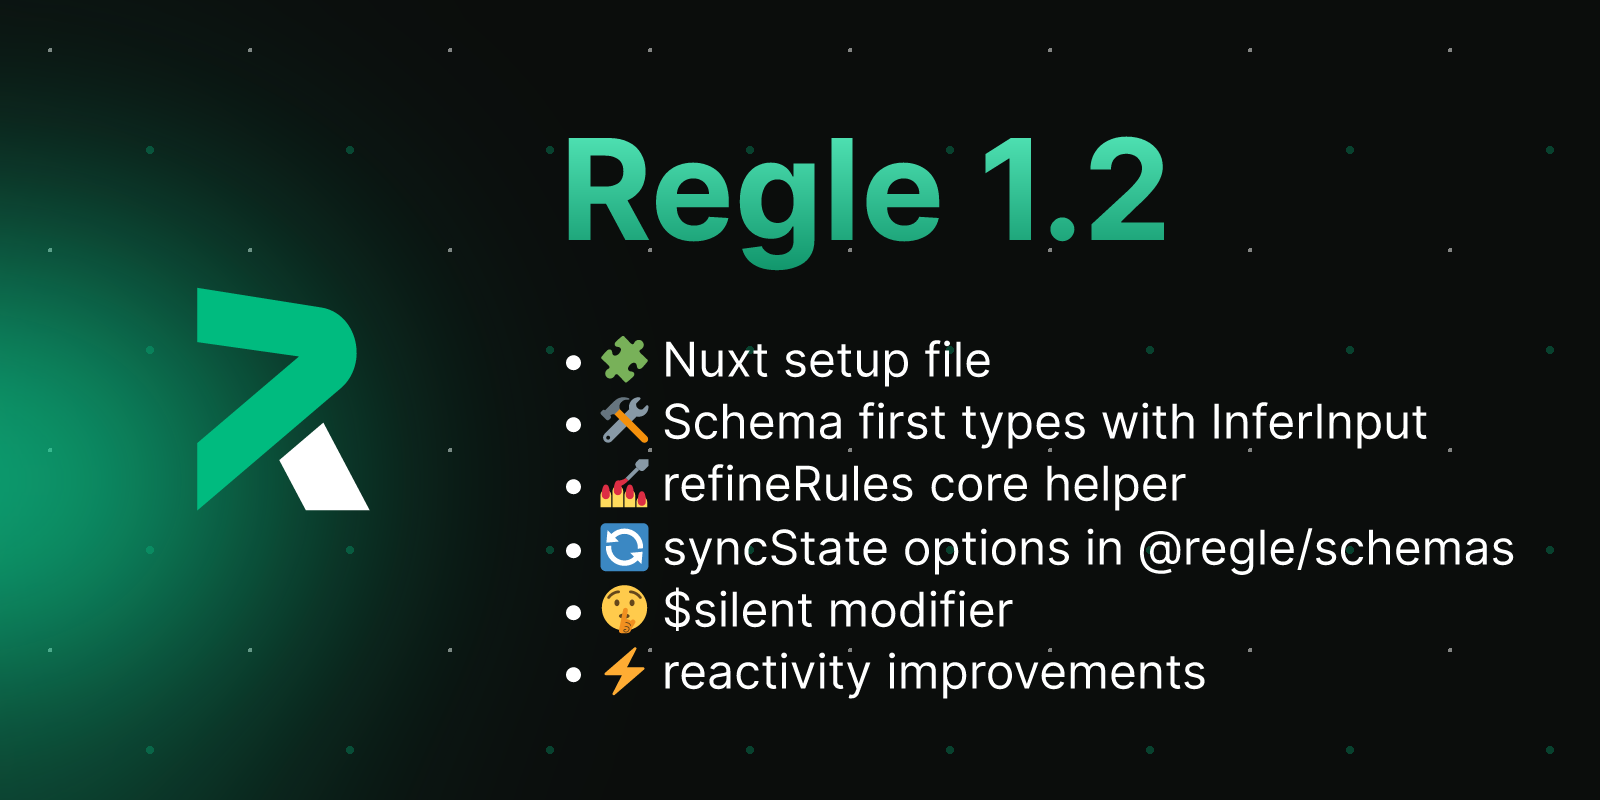 Regle 1.2
• 🧩 Nuxt setup file
• 🛠️ Schema first types with InferInput
• 💅 refineRules core helper
• 🔄 syncState options in @regle/schemas
• 🤫 $silent modifier
• ⚡ reactivity improvements